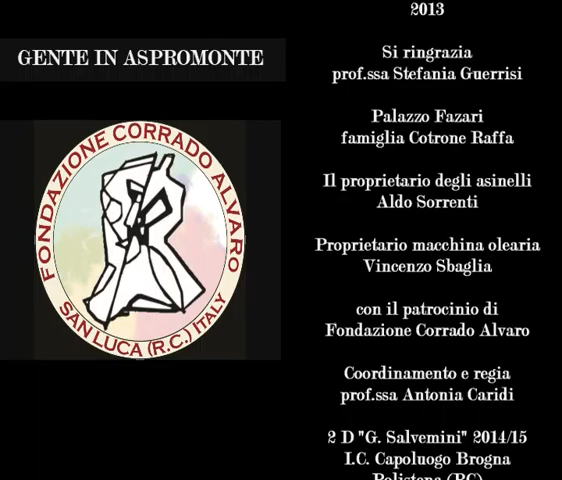 GENTE IN ASPROMONTE
FONDAZIONE CORRADO ALVARO
SAN LUCA (R.C.) ITALY
2013
Si ringrazia
prof.ssa Stefania Guerrisi
Palazzo Fazari
famiglia Cotrone Raffa
Il proprietario degli asinelli
Aldo Sorrenti
Proprietario macchina olearia
Vincenzo Sbaglia
con il patrocinio di
Fondazione Corrado Alvaro
Coordinamento e regia
prof.ssa Antonia Caridi
2 D "G. Salvemini" 2014/15
I.C. Capoluogo Brogna
Polistena (RC)